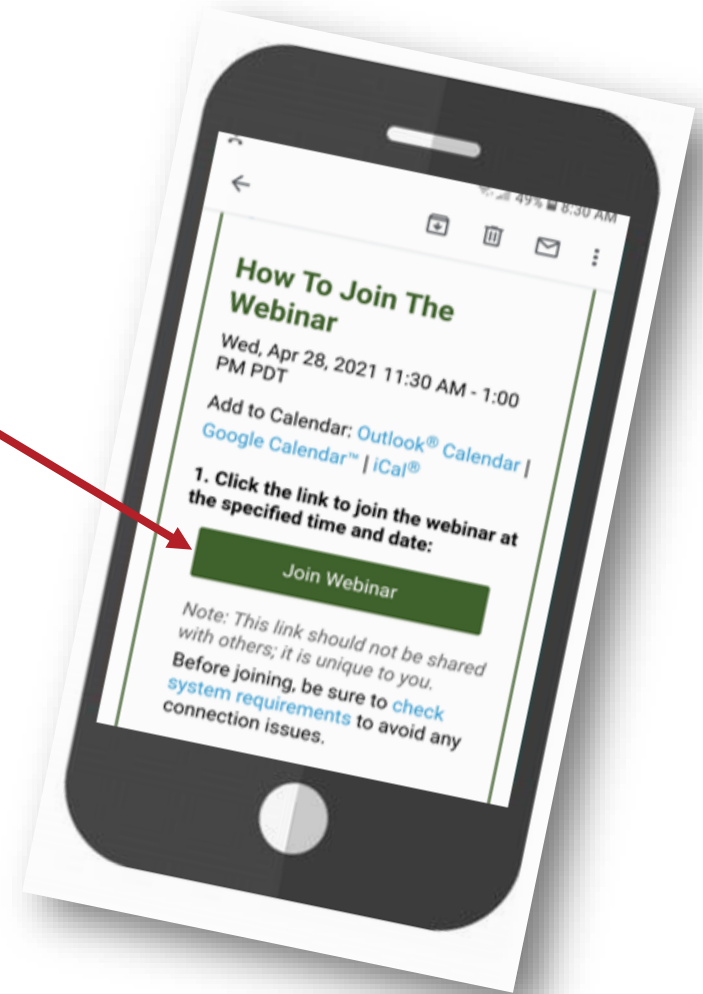 49% 8:30 AM
How To Join The
Webinar
Wed, Apr 28, 2021 11:30 AM - 1:00
PM PDT
Add to Calendar: Outlook® Calendar |
Google Calendar™ | iCal®
1. Click the link to join the webinar at
the specified time and date:
Join Webinar
Note: This link should not be shared
with others; it is unique to you.
Before joining, be sure to check
system requirements to avoid any
connection issues.